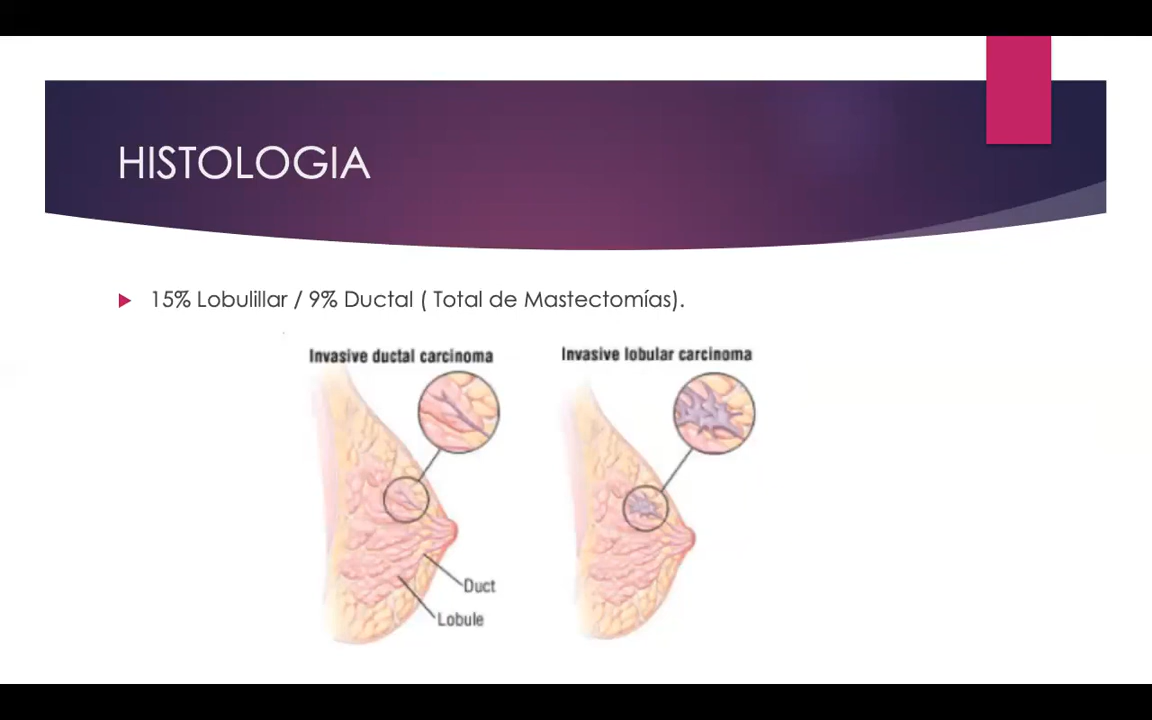 HISTOLOGIA
15% Lobulillar / 9% Ductal ( Total de Mastectomías).
Invasive ductal carcinoma
Invasive lobular carcinoma
Duct
Lobule